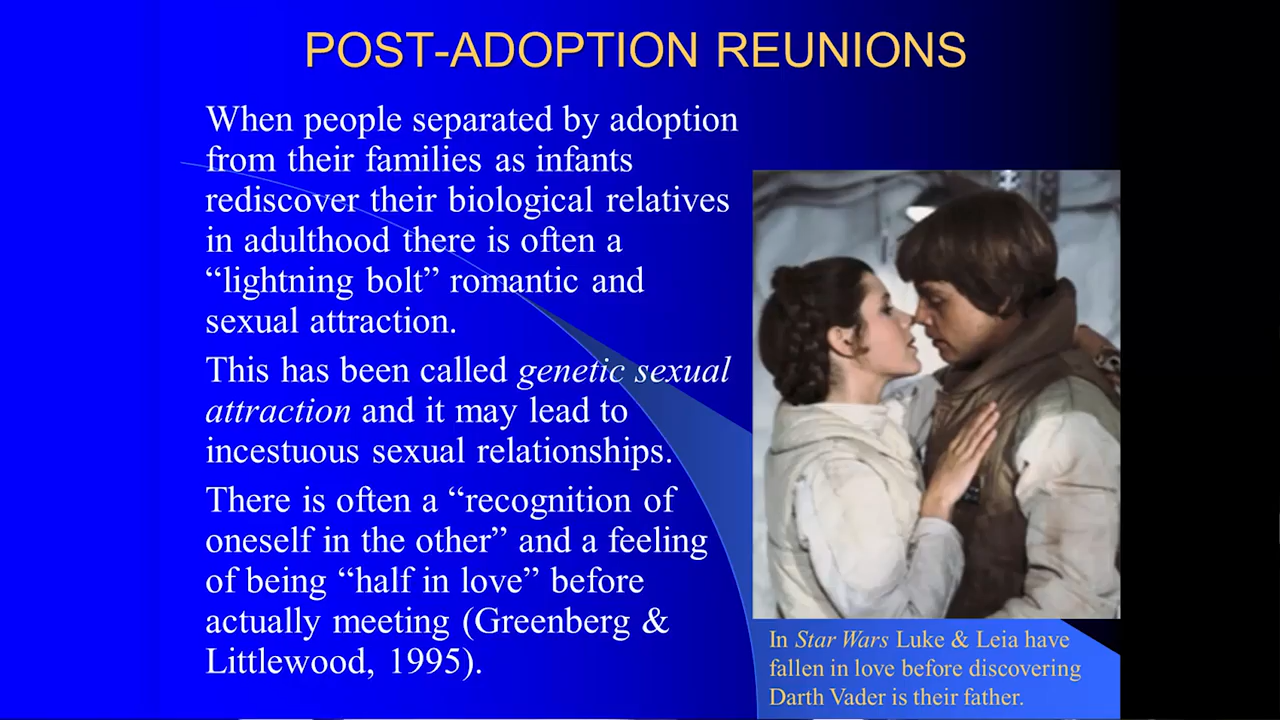 POST-ADOPTION REUNIONS
When people separated by adoption
from their families as infants
rediscover their biological relatives
in adulthood there is often a
“lightning bolt” romantic and
sexual attraction.
This has been called genetic sexual
attraction and it may lead to
incestuous sexual relationships.
There is often a “recognition of
oneself in the other” and a feeling
of being “half in love” before
actually meeting (Greenberg &
Littlewood, 1995).
In Star Wars Luke & Leia have
fallen in love before discovering
Darth Vader is their father.